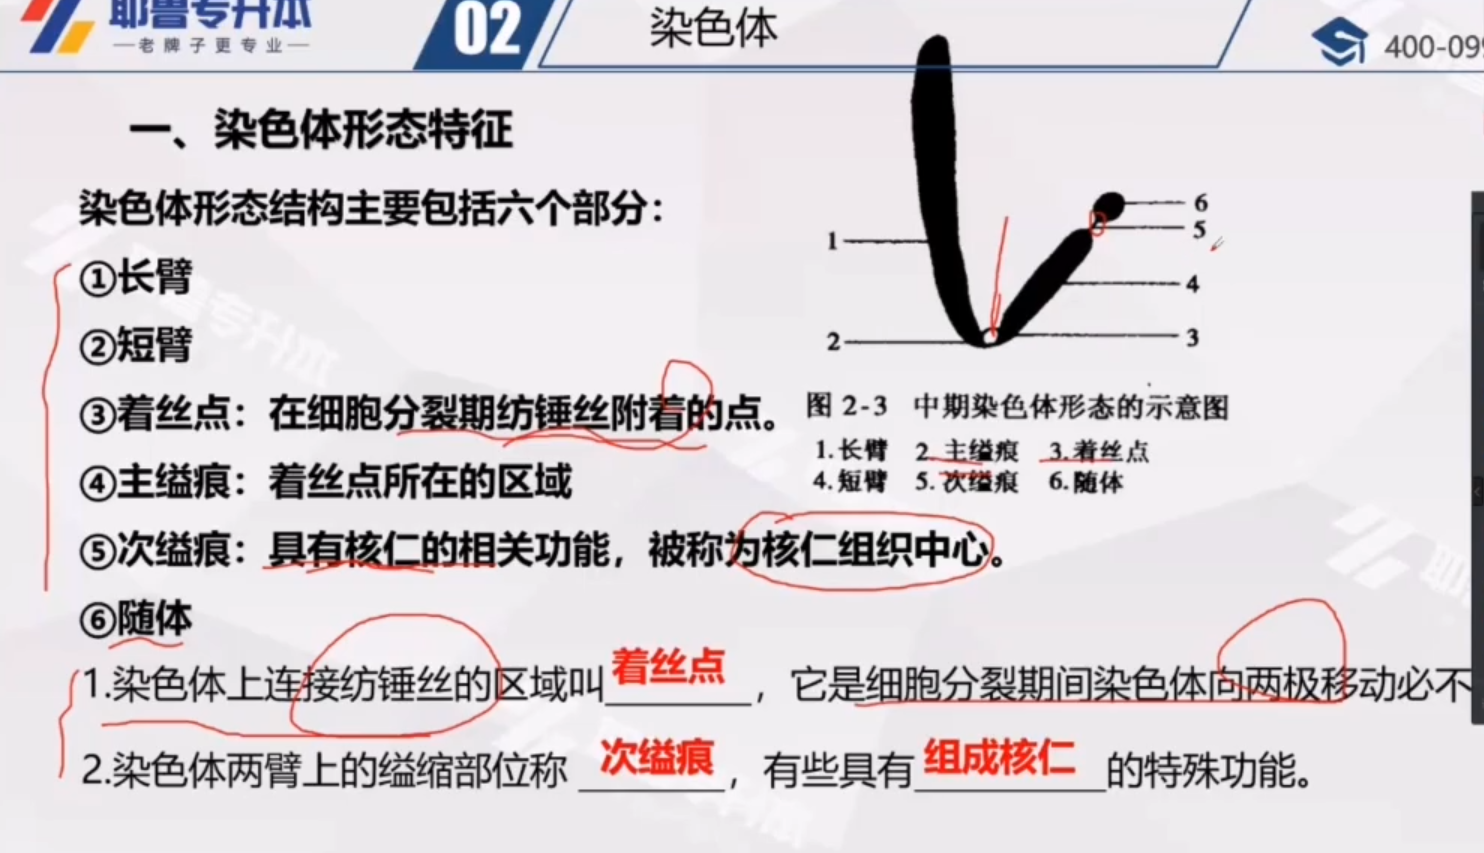 耶鲁专升本
—老牌子更专业—
02
染色体
400-09
一、染色体形态特征
染色体形态结构主要包括六个部分：
①长臂
②短臂
③着丝点：在细胞分裂期纺锤丝附着的点。
④主缢痕：着丝点所在的区域
⑤次缢痕：具有核仁的相关功能，被称为核仁组织中心。
⑥随体
1
2
6
5
4
3
图 2-3 中期染色体形态的示意图
1.长臂 2.主缢痕 3.着丝点
4.短臂 5.次缢痕 6.随体
1.染色体上连接纺锤丝的区域叫着丝点，它是细胞分裂期间染色体向两极移动必不
2.染色体两臂上的缢缩部位称 次缢痕，有些具有组成核仁的特殊功能。